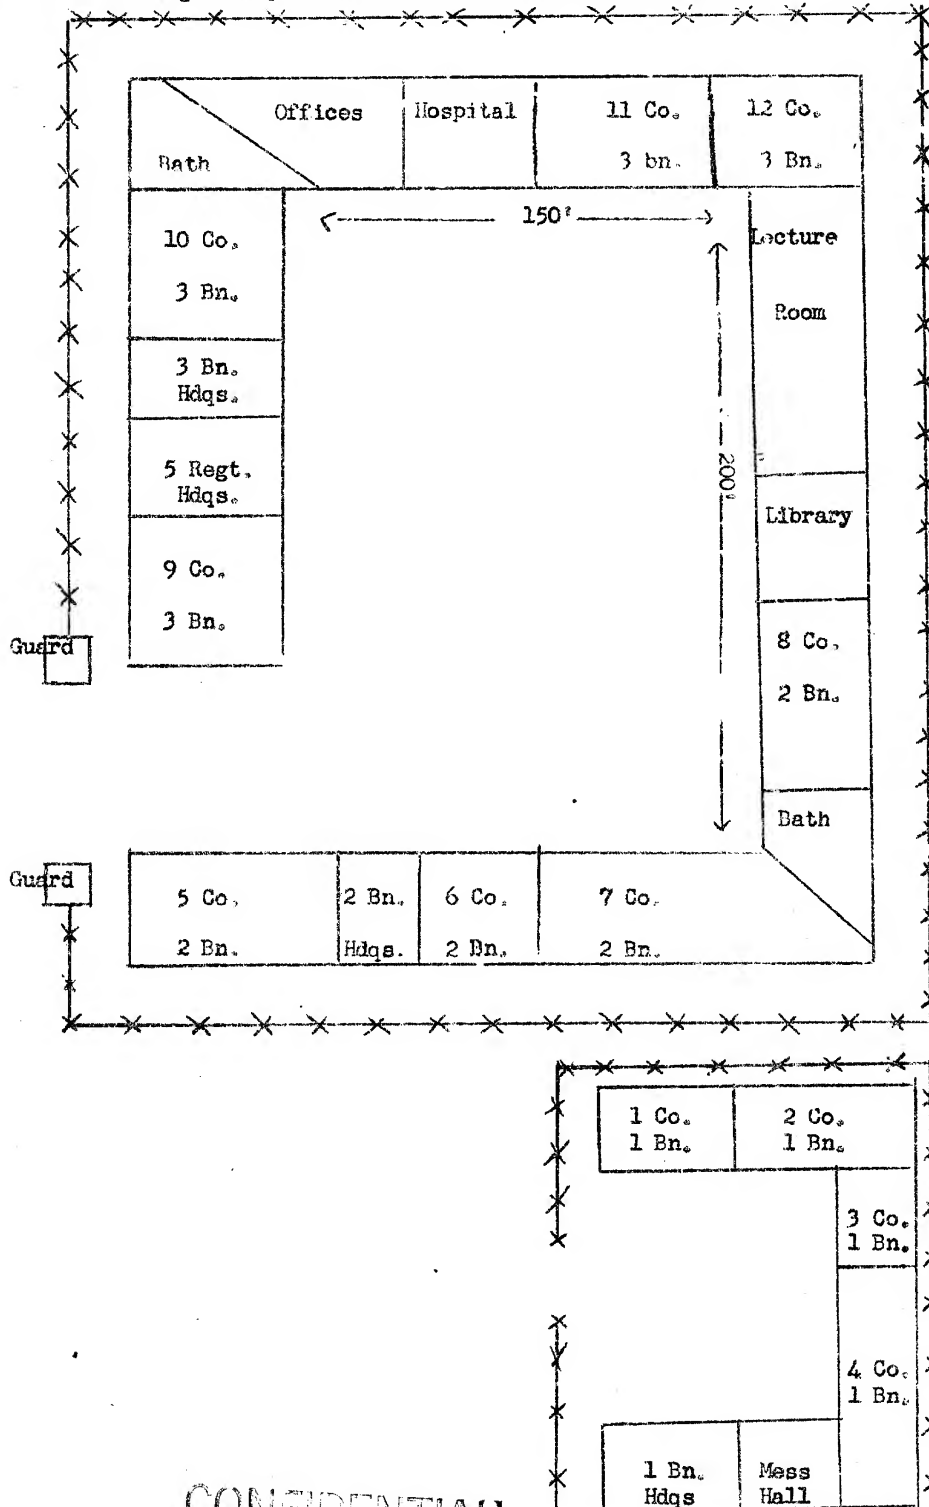 Offices
Hospital
11 Co.
3 bn.
12 Co.
3 Bn.
Bath
150'
10 Co.
3 Bn.
Lecture
Room
3 Bn.
Hdqs.
5 Regt.
Hdqs.
200'
Library
9 Co.
3 Bn.
8 Co.
2 Bn.
Guard
Bath
Guard
5 Co.
2 Bn.
2 Bn.
Hdqs.
6 Co.
2 Bn.
7 Co.
2 Bn.
1 Co.
1 Bn.
2 Co.
1 Bn.
3 Co.
1 Bn.
4 Co.
1 Bn.
1 Bn.
Hdqs
Mess
Hall
CONFIDENTIAL